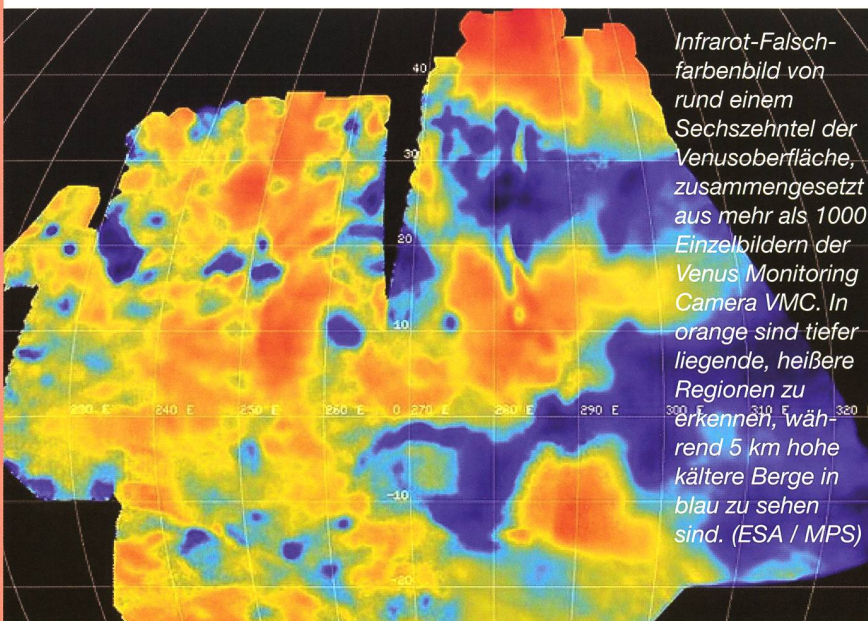 Infrarot-Falsch-
farbenbild von
rund einem
Sechszehntel der
Venusoberfläche,
zusammengesetzt
aus mehr als 1000
Einzelbildern der
Venus Monitoring
Camera VMC. In
orange sind tiefer
liegende, heißere
Regionen zu
erkennen, wäh-
rend 5 km hohe
kältere Berge in
blau zu sehen
sind. (ESA / MPS)
40
30
20
10
230 E 240 E 250 E 260 E 0 270 E 280 E 290 E 300 E 310 E 320
-10
-20